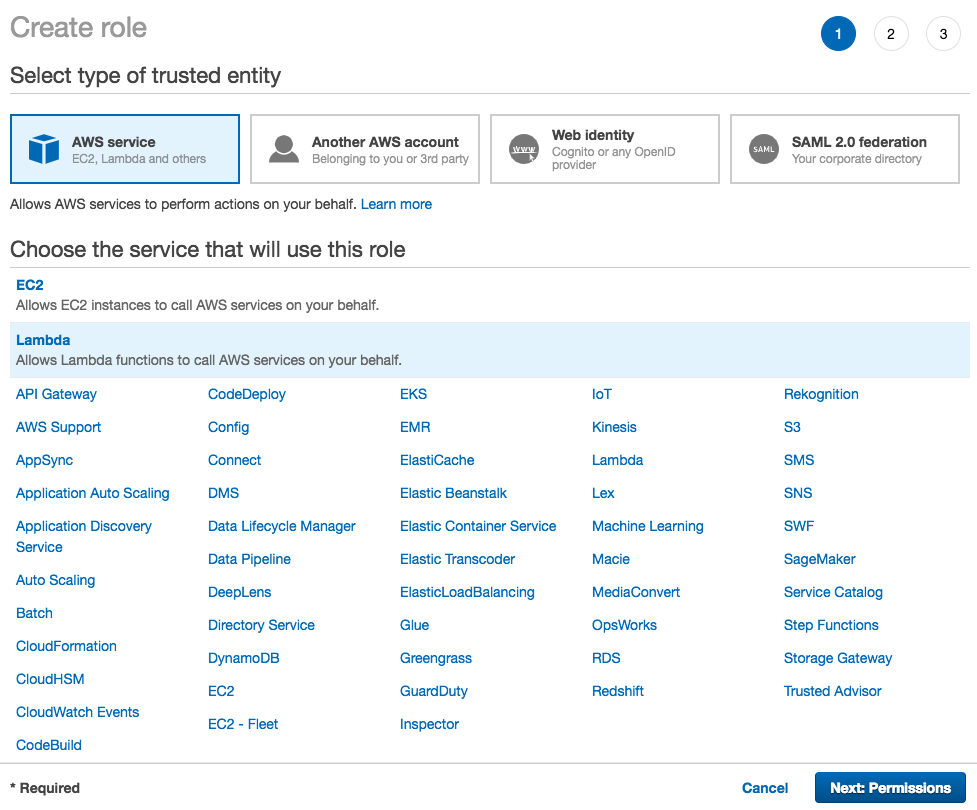 Create role
1 2 3
Select type of trusted entity
AWS service
EC2, Lambda and others
Another AWS account
Belonging to you or 3rd party
www
Web identity
Cognito or any OpenID
provider
SAML
SAML 2.0 federation
Your corporate directory
Allows AWS services to perform actions on your behalf. Learn more
Choose the service that will use this role
EC2
Allows EC2 instances to call AWS services on your behalf.
Lambda
Allows Lambda functions to call AWS services on your behalf.
API Gateway
AWS Support
AppSync
Application Auto Scaling
Application Discovery
Service
Auto Scaling
Batch
CloudFormation
CloudHSM
CloudWatch Events
CodeBuild
CodeDeploy
Config
Connect
DMS
Data Lifecycle Manager
Data Pipeline
DeepLens
Directory Service
DynamoDB
EC2
EC2 - Fleet
EKS
EMR
ElastiCache
Elastic Beanstalk
Elastic Container Service
Elastic Transcoder
ElasticLoadBalancing
Glue
Greengrass
GuardDuty
Inspector
IoT
Kinesis
Lambda
Lex
Machine Learning
Macie
MediaConvert
OpsWorks
RDS
Redshift
Rekognition
S3
SMS
SNS
SWF
SageMaker
Service Catalog
Step Functions
Storage Gateway
Trusted Advisor
* Required
Cancel
Next: Permissions